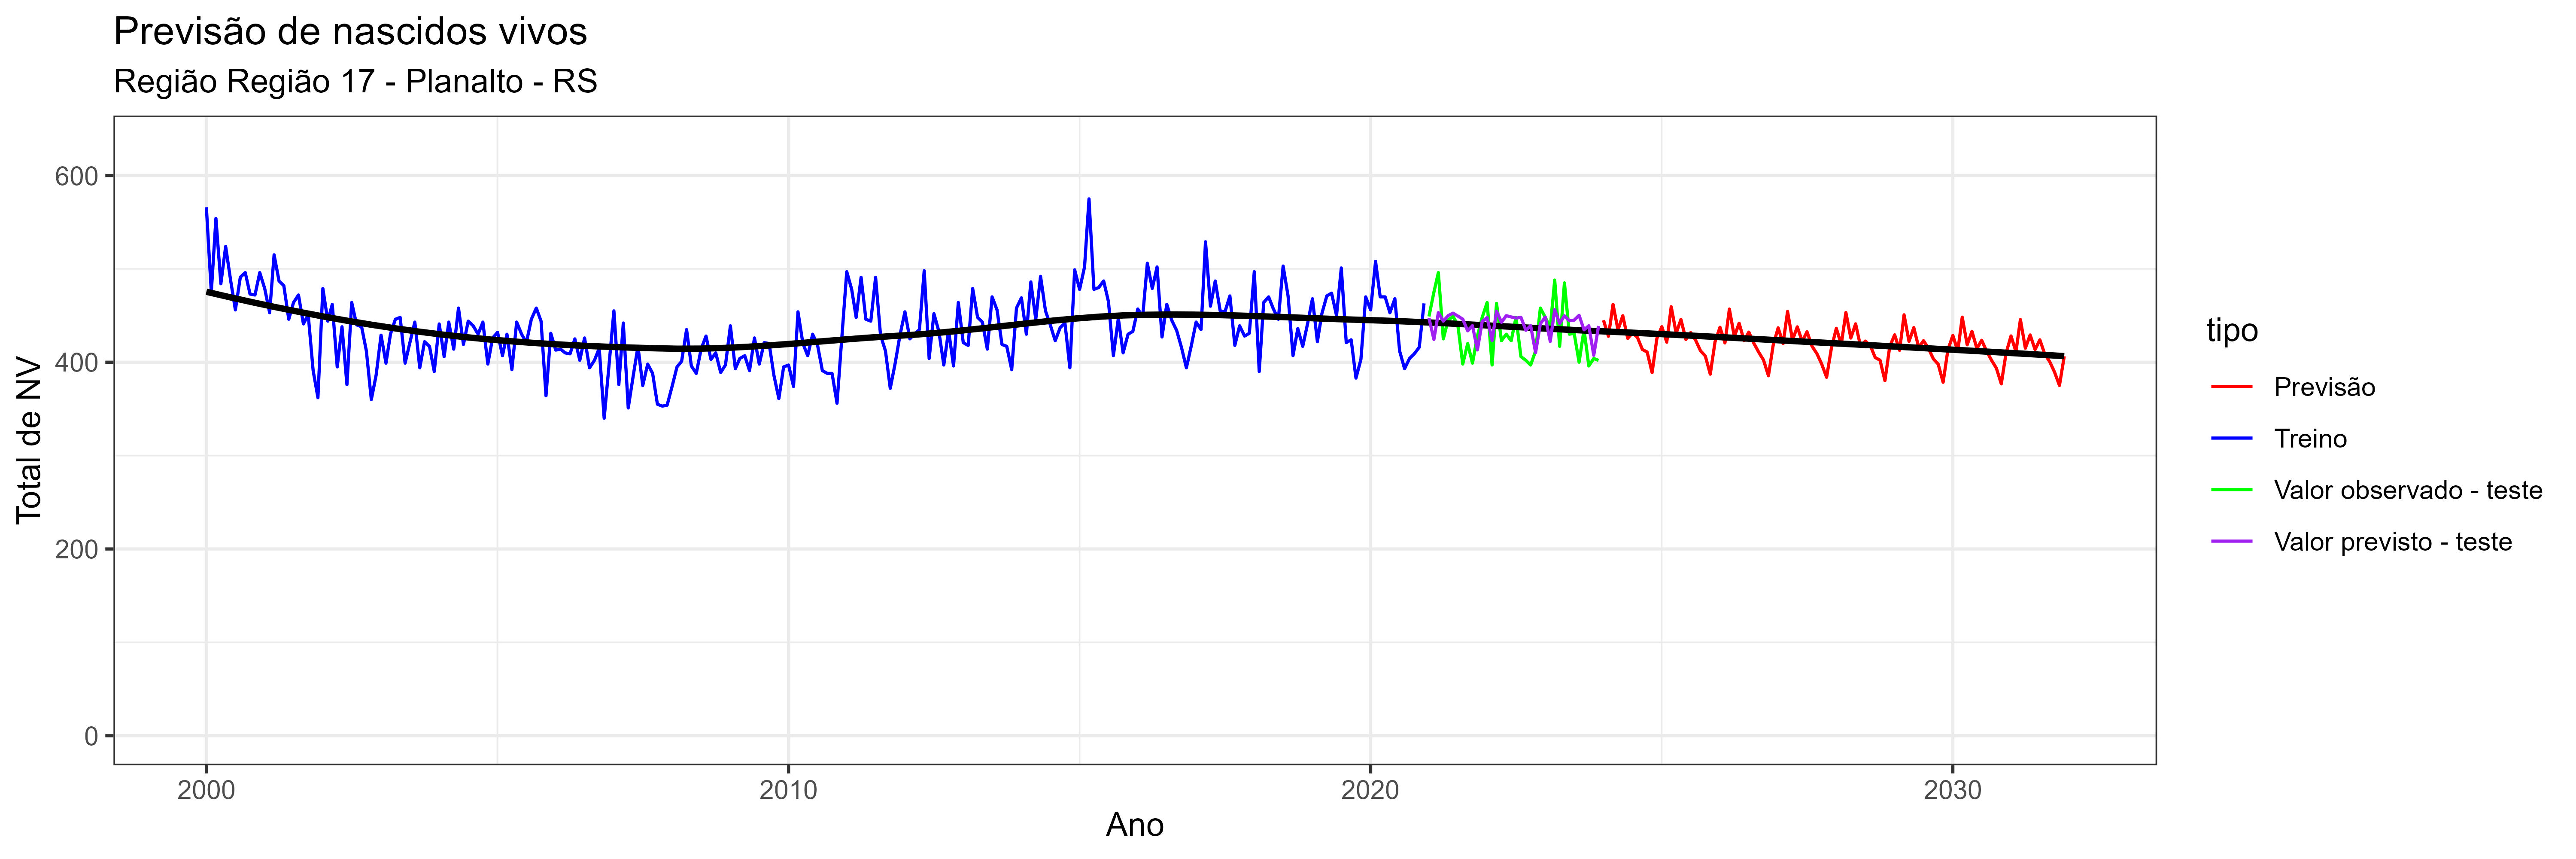 Previsão de nascidos vivos
Região Região 17 - Planalto - RS
Total de NV
600
400
200
0
2000
2010
2020
2030
Ano
tipo
Previsão
Treino
Valor observado - teste
Valor previsto - teste